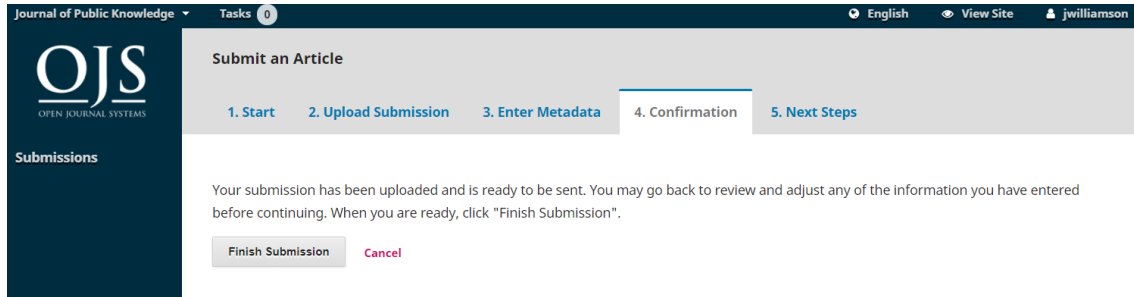 Journal of Public Knowledge Tasks 0 English View Site jwilliamson
OJS
OPEN JOURNAL SYSTEMS
Submissions
Submit an Article
1. Start 2. Upload Submission 3. Enter Metadata 4. Confirmation 5. Next Steps
Your submission has been uploaded and is ready to be sent. You may go back to review and adjust any of the information you have entered
before continuing. When you are ready, click "Finish Submission".
Finish Submission Cancel